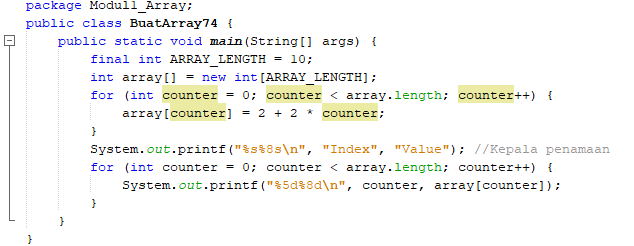 package Modul1_Array;
public class BuatArray74 {
    public static void main(String[] args) {
        final int ARRAY_LENGTH = 10;
        int array[] = new int[ARRAY_LENGTH];
        for (int counter = 0; counter < array.length; counter++) {
            array[counter] = 2 + 2 * counter;
        }
        System.out.printf("%s%8s\n", "Index", "Value"); //Kepala penamaan
        for (int counter = 0; counter < array.length; counter++) {
            System.out.printf("%5d%8d\n", counter, array[counter]);
        }
    }
}